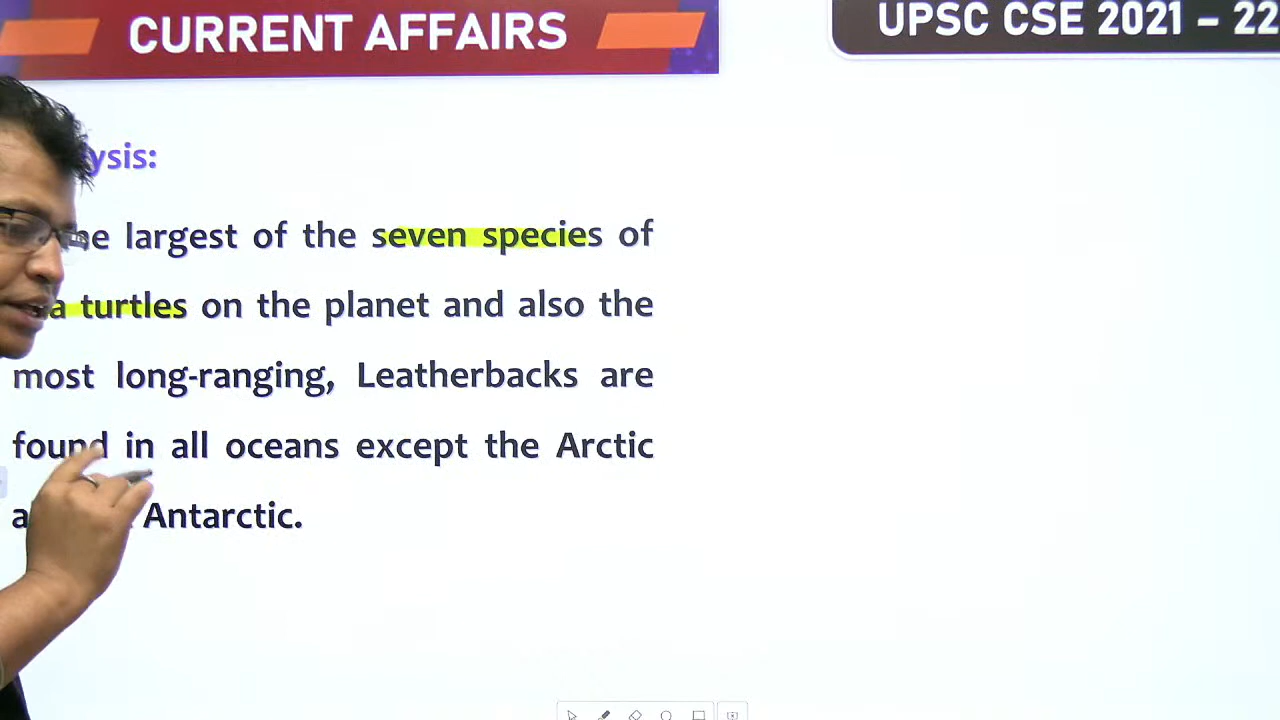 CURRENT AFFAIRS
UPSC CSE 2021 – 22
largest of the seven species of
turtles on the planet and also the
most long-ranging, Leatherbacks are
found in all oceans except the Arctic
Antarctic.